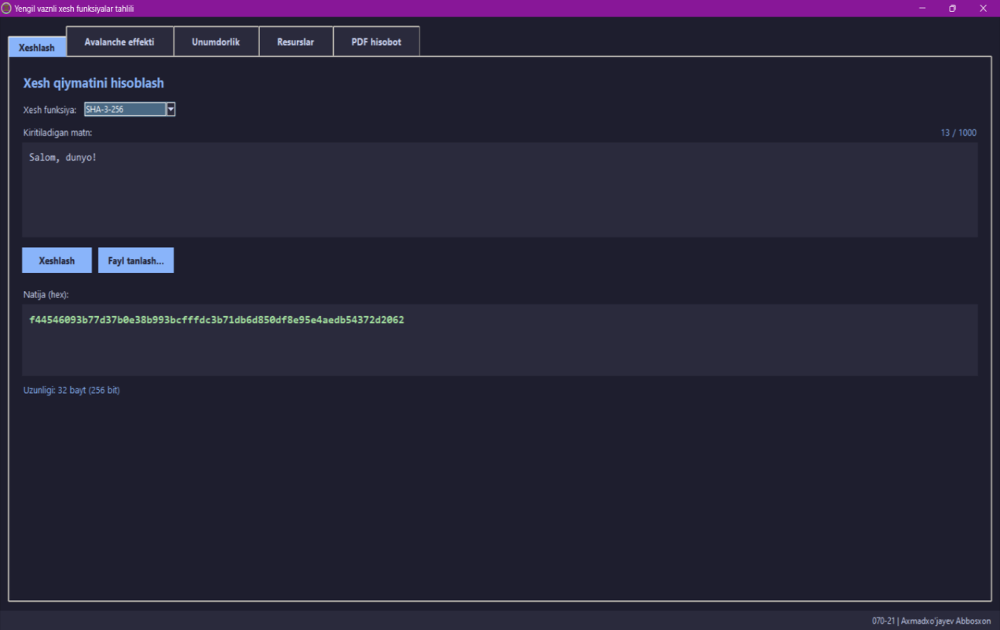 Yengil vaznli xesh funksiyalar tahlili
Xeshlash Avalanche effekti Unumdorlik Resurslar PDF hisobot
Xesh qiymatini hisoblash
Xesh funksiya: SHA-3-256
Kiritiladigan matn: 13 / 1000
Salom, dunyo!
Xeshlash Fayl tanlash...
Natija (hex):
f44546093b77d37b0e38b993bcfffdc3b71db6d850df8e95e4aedb54372d2062
Uzunligi: 32 bayt (256 bit)
070-21 | Axmadxo'jayev Abbosxon